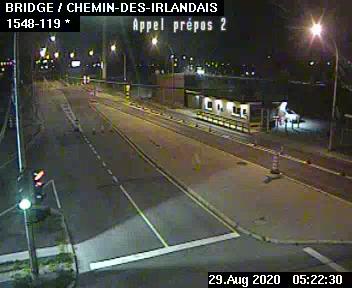 BRIDGE / CHEMIN-DES-IRLANDAIS
1548-119 *
Appel prépos 2
29.Aug 2020 05:22:30